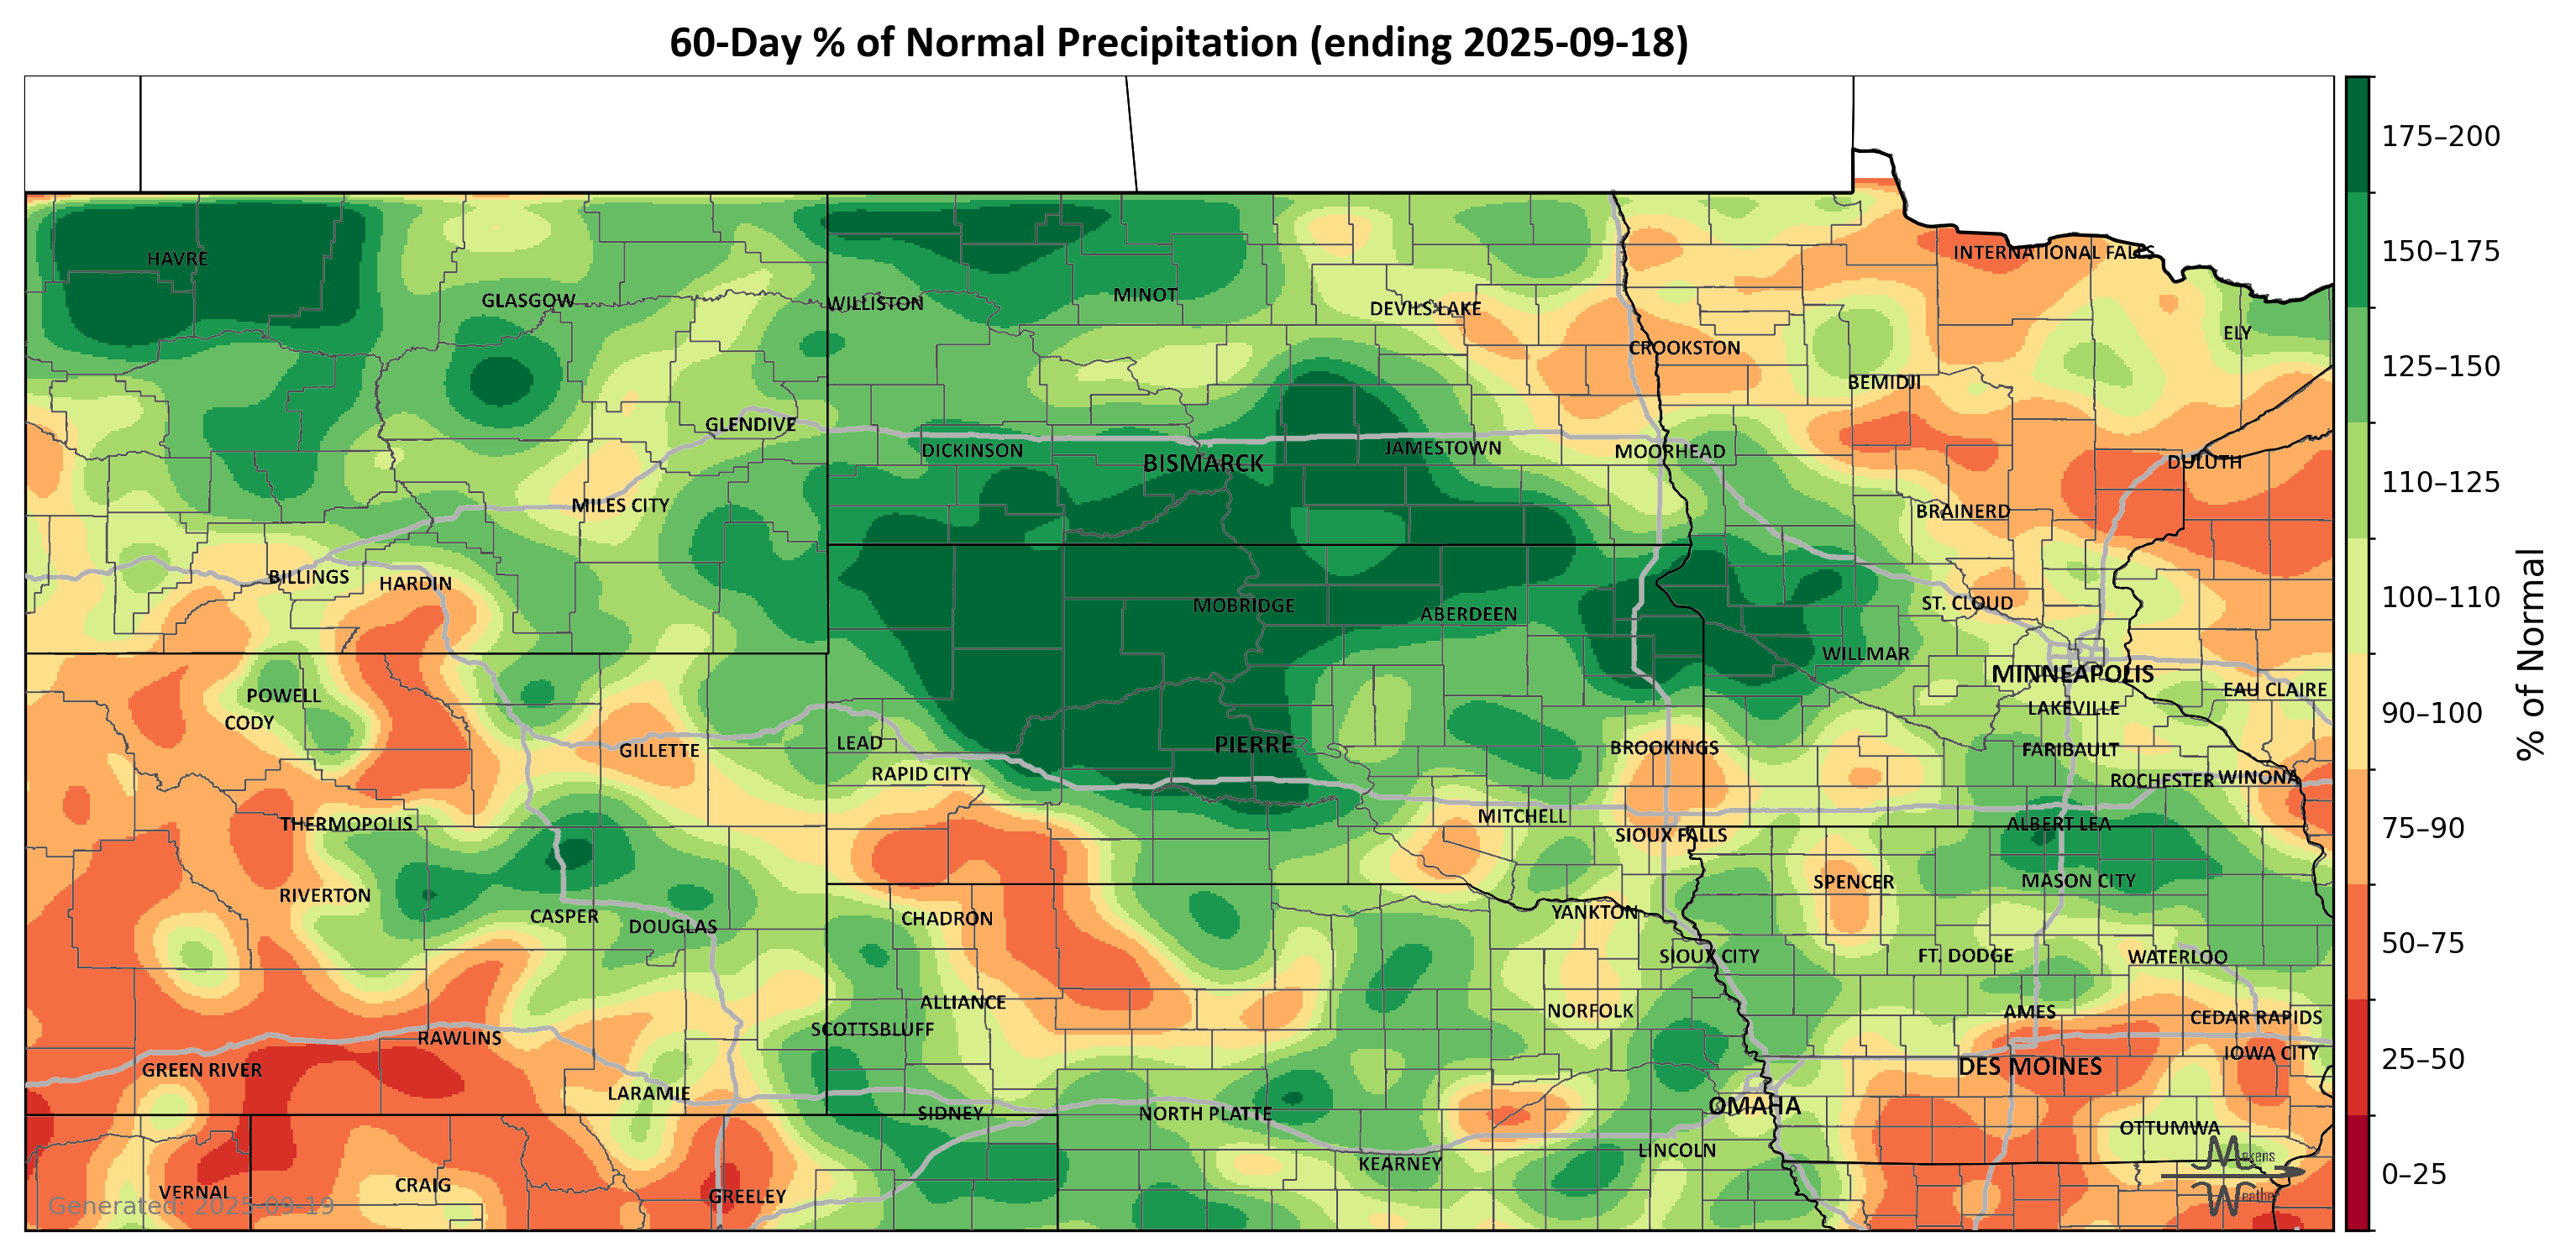 60-Day % of Normal Precipitation (ending 2025-09-18)
175–200
150–175
125–150
110–125
100–110
90–100
75–90
50–75
25–50
0–25
% of Normal
HAVRE
GLASGOW
WILLISTON
MINOT
DEVILS LAKE
INTERNATIONAL FALLS
ELY
CROOKSTON
BEMIDJI
GLENDIVE
DICKINSON
BISMARCK
JAMESTOWN
MOORHEAD
DULUTH
MILES CITY
BRAINERD
BILLINGS
HARDIN
MOBRIDGE
ABERDEEN
ST. CLOUD
WILLMAR
MINNEAPOLIS
EAU CLAIRE
POWELL
CODY
LAKEVILLE
GILLETTE
LEAD
PIERRE
BROOKINGS
FARIBAULT
RAPID CITY
ROCHESTER
WINONA
THERMOPOLIS
MITCHELL
SIOUX FALLS
ALBERT LEA
RIVERTON
SPENCER
MASON CITY
CASPER
DOUGLAS
CHADRON
YANKTON
SIOUX CITY
FT. DODGE
WATERLOO
ALLIANCE
NORFOLK
AMES
CEDAR RAPIDS
SCOTTSBLUFF
RAWLINS
IOWA CITY
GREEN RIVER
DES MOINES
LARAMIE
SIDNEY
NORTH PLATTE
OMAHA
OTTUMWA
LINCOLN
KEARNEY
VERNAL
CRAIG
GREELEY
Makens
Weather
Generated: 2025-09-19